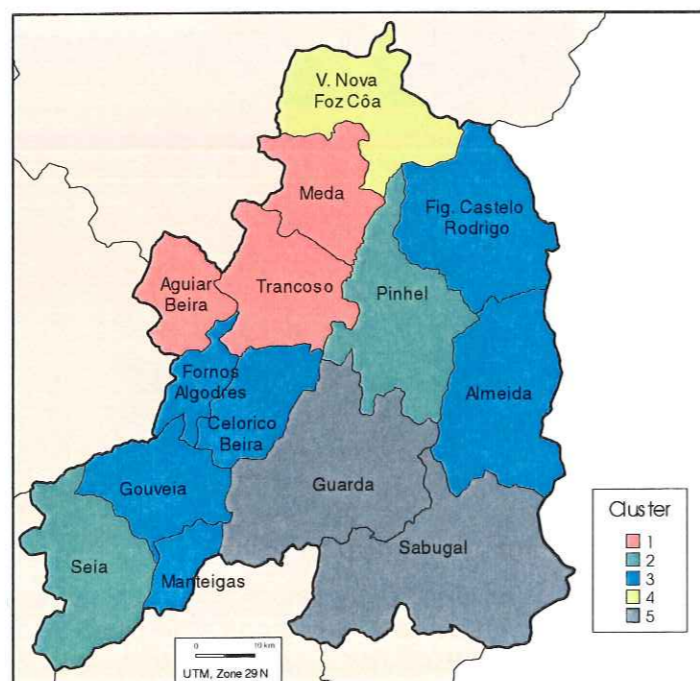 V. Nova
Foz Côa
Meda
Fig. Castelo
Rodrigo
Aguiar
Beira
Trancoso
Pinhel
Fornos
Algodres
Celorico
Beira
Almeida
Gouveia
Guarda
Sabugal
Seia
Manteigas
Cluster
1
2
3
4
5
0 10 km
UTM, Zone 29 N